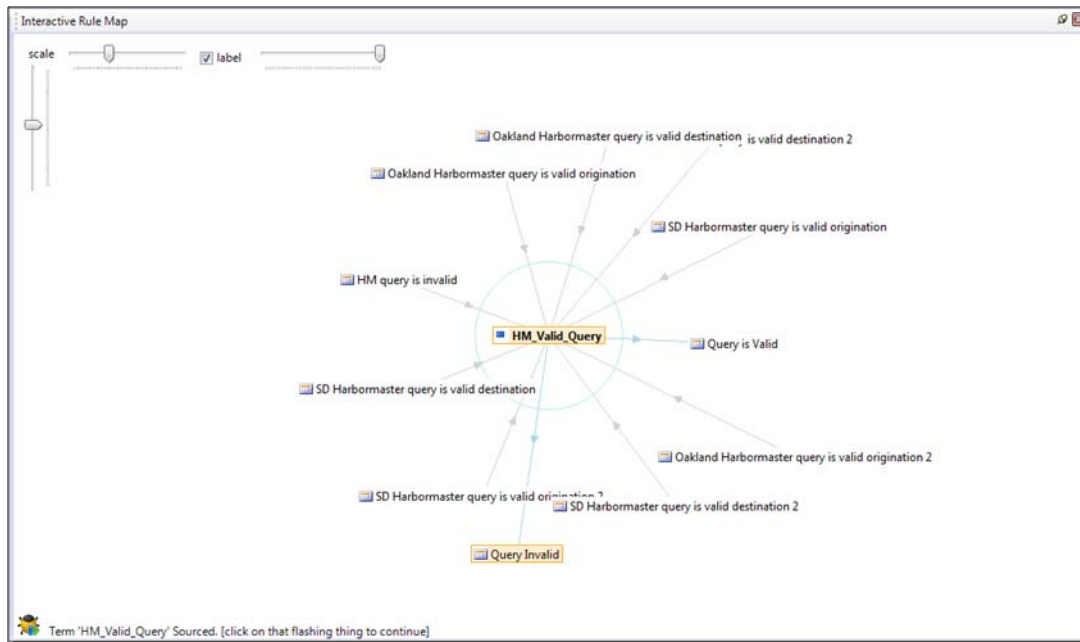 Interactive Rule Map
scale
label
Oakland Harbormaster query is valid destination
is valid destination 2
Oakland Harbormaster query is valid origination
SD Harbormaster query is valid origination
HM query is invalid
HM_Valid_Query
Query is Valid
SD Harbormaster query is valid destination
Oakland Harbormaster query is valid origination 2
SD Harbormaster query is valid origination 2
SD Harbormaster query is valid destination 2
Query Invalid
Term 'HM_Valid_Query' Sourced. [click on that flashing thing to continue]